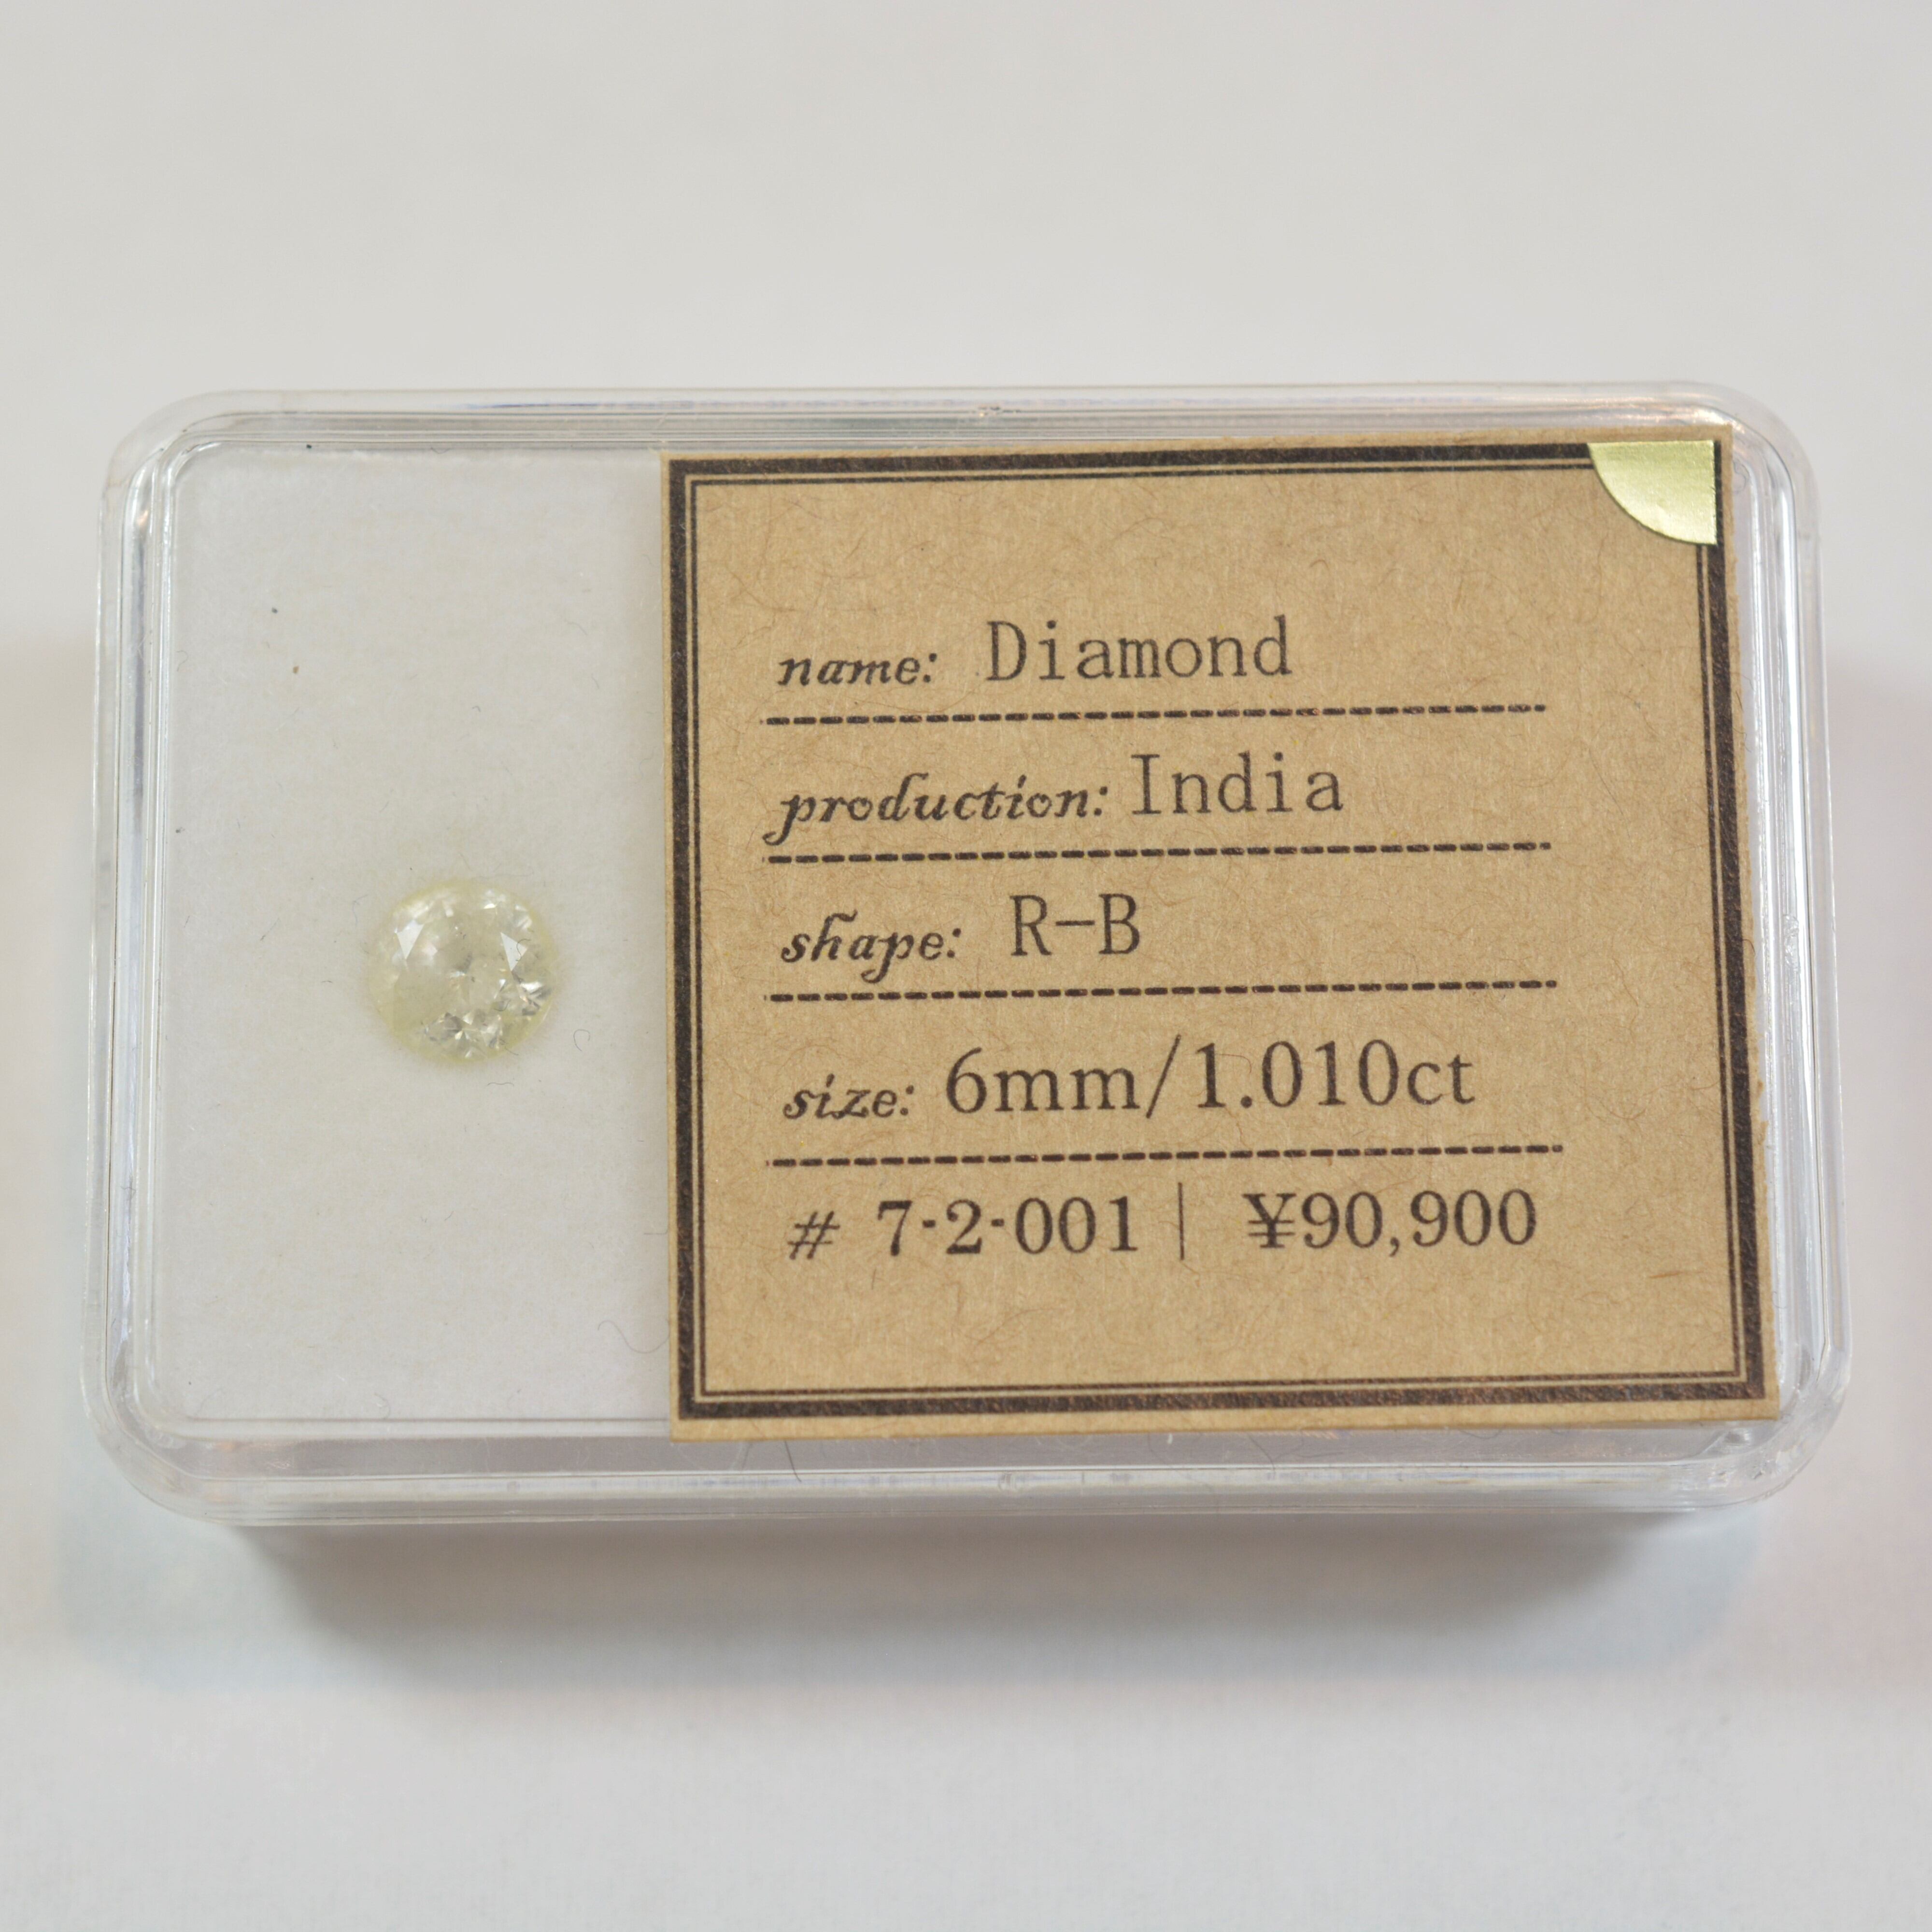 name: Diamond
production: India
shape: R-B
size: 6mm/1.010ct
# 7-2-001 | ¥90,900